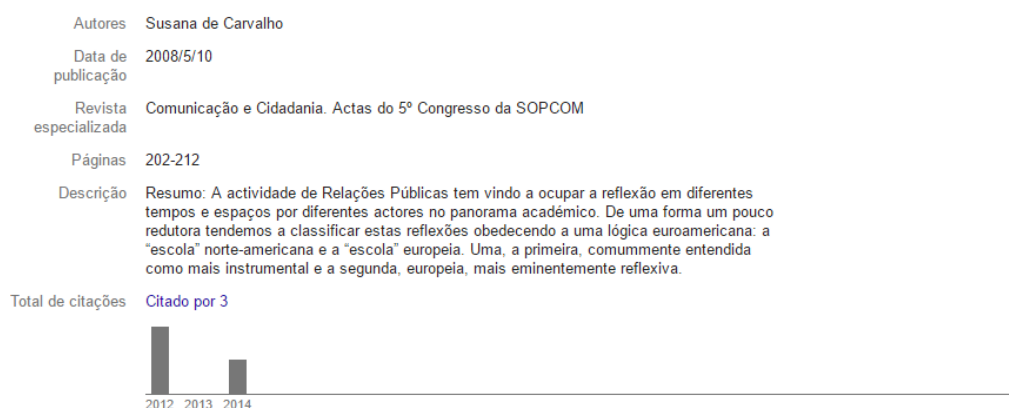 Autores Susana de Carvalho
Data de publicação 2008/5/10
Revista especializada Comunicação e Cidadania. Actas do 5º Congresso da SOPCOM
Páginas 202-212
Descrição Resumo: A actividade de Relações Públicas tem vindo a ocupar a reflexão em diferentes
tempos e espaços por diferentes actores no panorama académico. De uma forma um pouco
redutora tendemos a classificar estas reflexões obedecendo a uma lógica euroamericana: a
“escola” norte-americana e a “escola” europeia. Uma, a primeira, comummente entendida
como mais instrumental e a segunda, europeia, mais eminentemente reflexiva.
Total de citações Citado por 3
2012 2013 2014